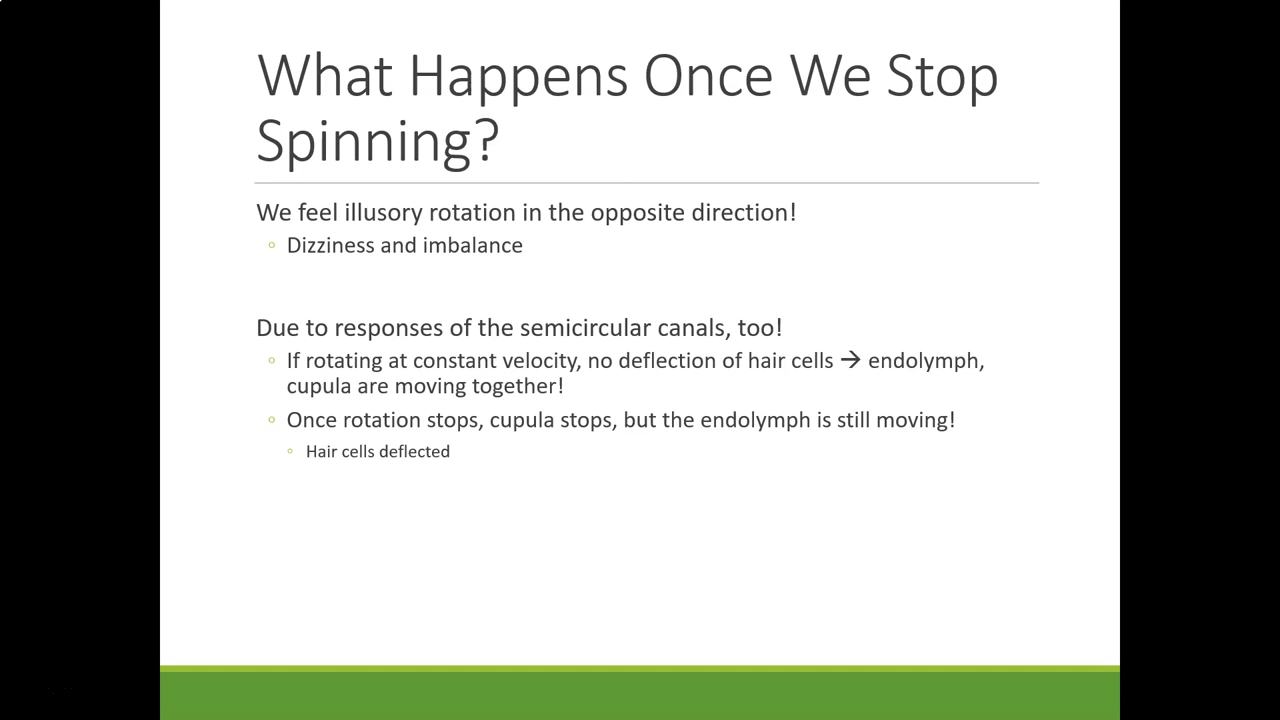 What Happens Once We Stop
Spinning?
We feel illusory rotation in the opposite direction!
◦ Dizziness and imbalance
Due to responses of the semicircular canals, too!
◦ If rotating at constant velocity, no deflection of hair cells → endolymph,
cupula are moving together!
◦ Once rotation stops, cupula stops, but the endolymph is still moving!
◦ Hair cells deflected